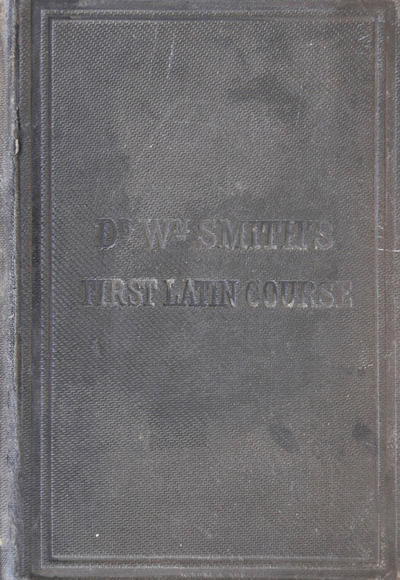 Dr. Wm. SMITH'S
FIRST LATIN COURSE